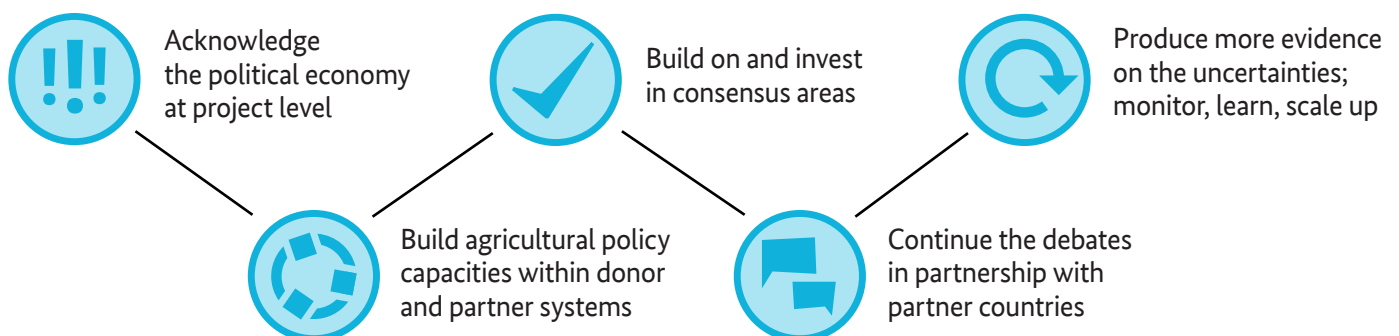 Acknowledge
the political economy
at project level
Build agricultural policy
capacities within donor
and partner systems
Build on and invest
in consensus areas
Continue the debates
in partnership with
partner countries
Produce more evidence
on the uncertainties;
monitor, learn, scale up